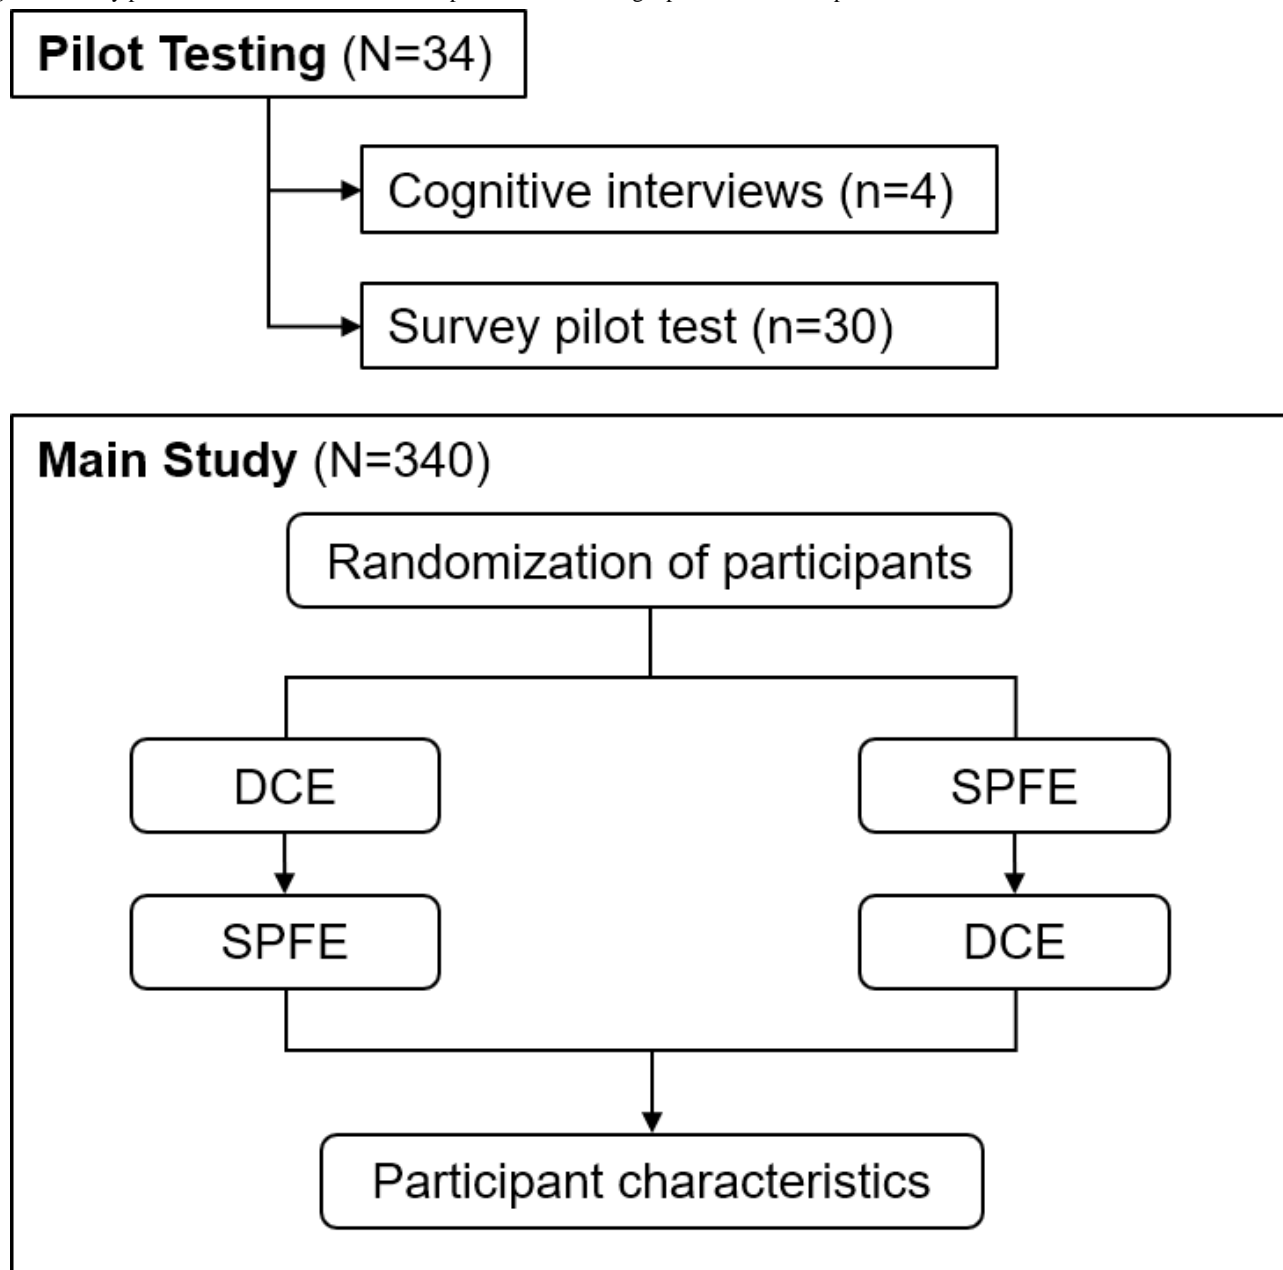 Pilot Testing (N=34)
Cognitive interviews (n=4)
Survey pilot test (n=30)
Main Study (N=340)
Randomization of participants
DCE
SPFE
SPFE
DCE
Participant characteristics